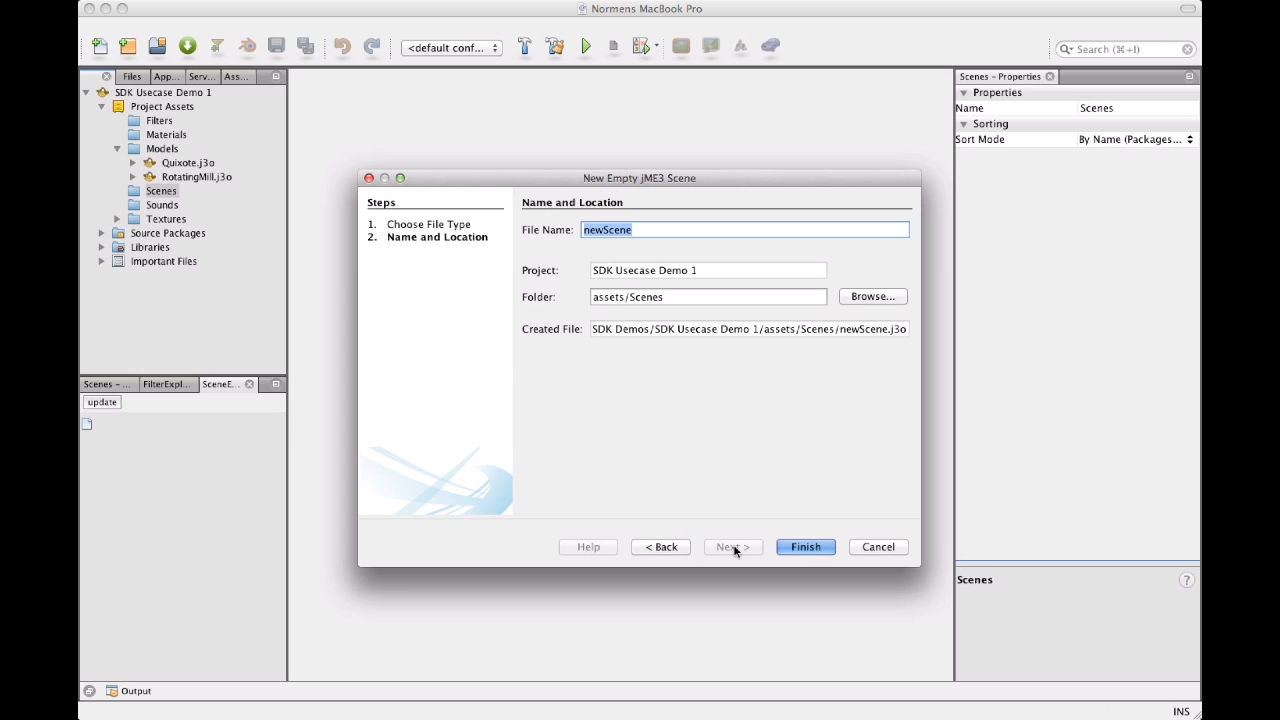 Normens MacBook Pro
<default conf...
Search (⌘+I)
Files
App...
Serv...
Ass...
SDK Usecase Demo 1
Project Assets
Filters
Materials
Models
Quixote.j3o
RotatingMill.j3o
Scenes
Sounds
Textures
Source Packages
Libraries
Important Files
Scenes - ...
FilterExpl...
SceneE...
update
New Empty jME3 Scene
Steps
1. Choose File Type
2. Name and Location
Name and Location
File Name: newScene
Project: SDK Usecase Demo 1
Folder: assets/Scenes
Browse...
Created File: SDK Demos/SDK Usecase Demo 1/assets/Scenes/newScene.j3o
Help
< Back
Next >
Finish
Cancel
Scenes - Properties
Properties
Name Scenes
Sorting
Sort Mode By Name (Packages...
Scenes
?
Output
INS